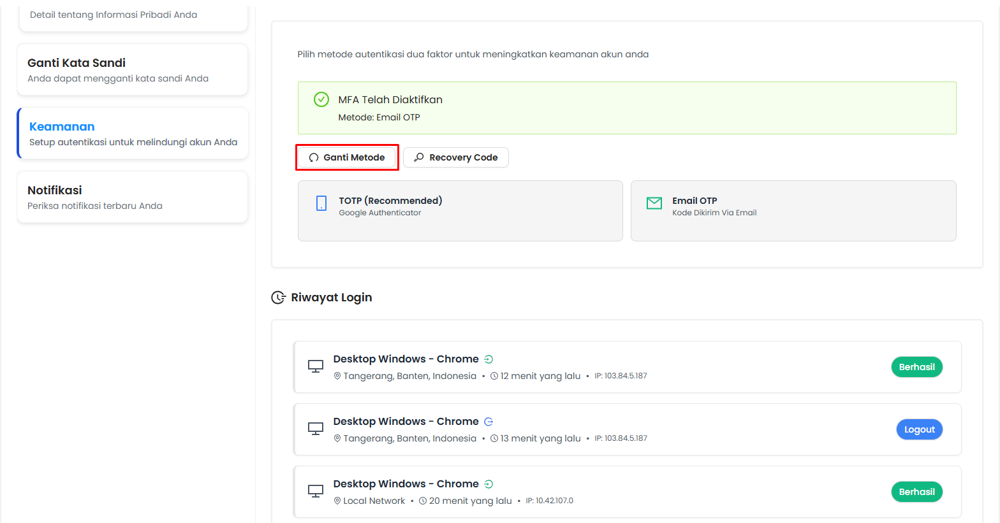 Detail tentang Informasi Pribadi Anda
Ganti Kata Sandi
Anda dapat mengganti kata sandi Anda
Keamanan
Setup autentikasi untuk melindungi akun Anda
Notifikasi
Periksa notifikasi terbaru Anda
Pilih metode autentikasi dua faktor untuk meningkatkan keamanan akun anda
MFA Telah Diaktifkan
Metode: Email OTP
Ganti Metode
Recovery Code
TOTP (Recommended)
Google Authenticator
Email OTP
Kode Dikirim Via Email
Riwayat Login
Desktop Windows - Chrome
Tangerang, Banten, Indonesia • 12 menit yang lalu • IP: 103.84.5.187
Berhasil
Desktop Windows - Chrome
Tangerang, Banten, Indonesia • 13 menit yang lalu • IP: 103.84.5.187
Logout
Desktop Windows - Chrome
Local Network • 20 menit yang lalu • IP: 10.42.107.0
Berhasil